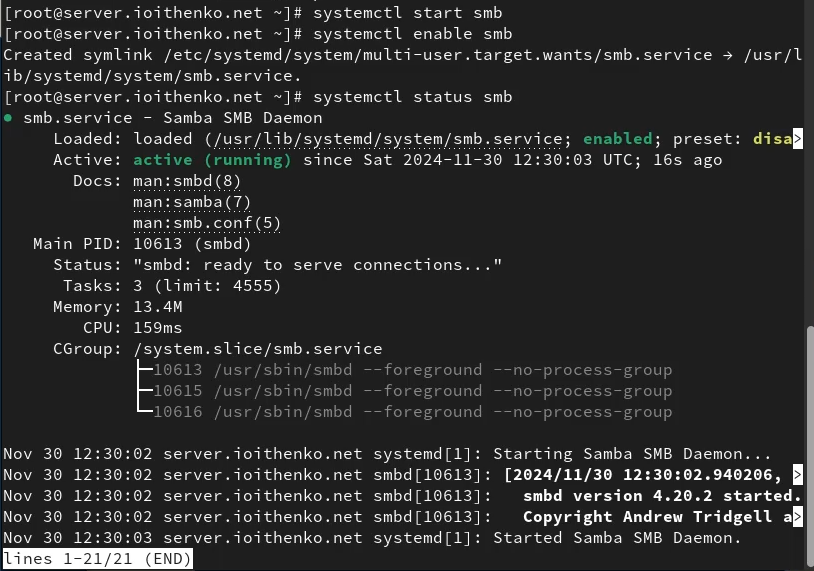 [root@server.ioithenko.net ~]# systemctl start smb
[root@server.ioithenko.net ~]# systemctl enable smb
Created symlink /etc/systemd/system/multi-user.target.wants/smb.service → /usr/l
ib/systemd/system/smb.service.
[root@server.ioithenko.net ~]# systemctl status smb
● smb.service - Samba SMB Daemon
     Loaded: loaded (/usr/lib/systemd/system/smb.service; enabled; preset: disa>
     Active: active (running) since Sat 2024-11-30 12:30:03 UTC; 16s ago
       Docs: man:smbd(8)
             man:samba(7)
             man:smb.conf(5)
   Main PID: 10613 (smbd)
     Status: "smbd: ready to serve connections..."
      Tasks: 3 (limit: 4555)
     Memory: 13.4M
        CPU: 159ms
     CGroup: /system.slice/smb.service
             ├─10613 /usr/sbin/smbd --foreground --no-process-group
             ├─10615 /usr/sbin/smbd --foreground --no-process-group
             └─10616 /usr/sbin/smbd --foreground --no-process-group

Nov 30 12:30:02 server.ioithenko.net systemd[1]: Starting Samba SMB Daemon...
Nov 30 12:30:02 server.ioithenko.net smbd[10613]: [2024/11/30 12:30:02.940206, >
Nov 30 12:30:02 server.ioithenko.net smbd[10613]:   smbd version 4.20.2 started.
Nov 30 12:30:02 server.ioithenko.net smbd[10613]:   Copyright Andrew Tridgell a>
Nov 30 12:30:03 server.ioithenko.net systemd[1]: Started Samba SMB Daemon.
lines 1-21/21 (END)